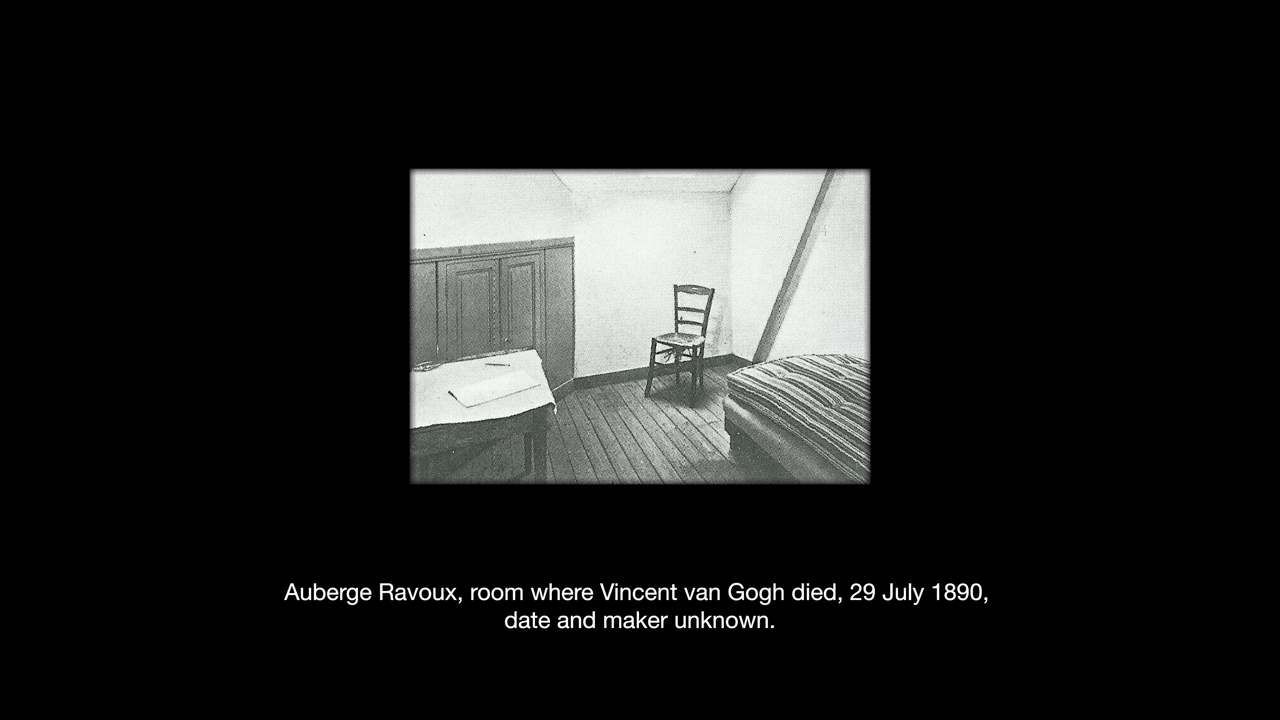 Auberge Ravoux, room where Vincent van Gogh died, 29 July 1890,
date and maker unknown.